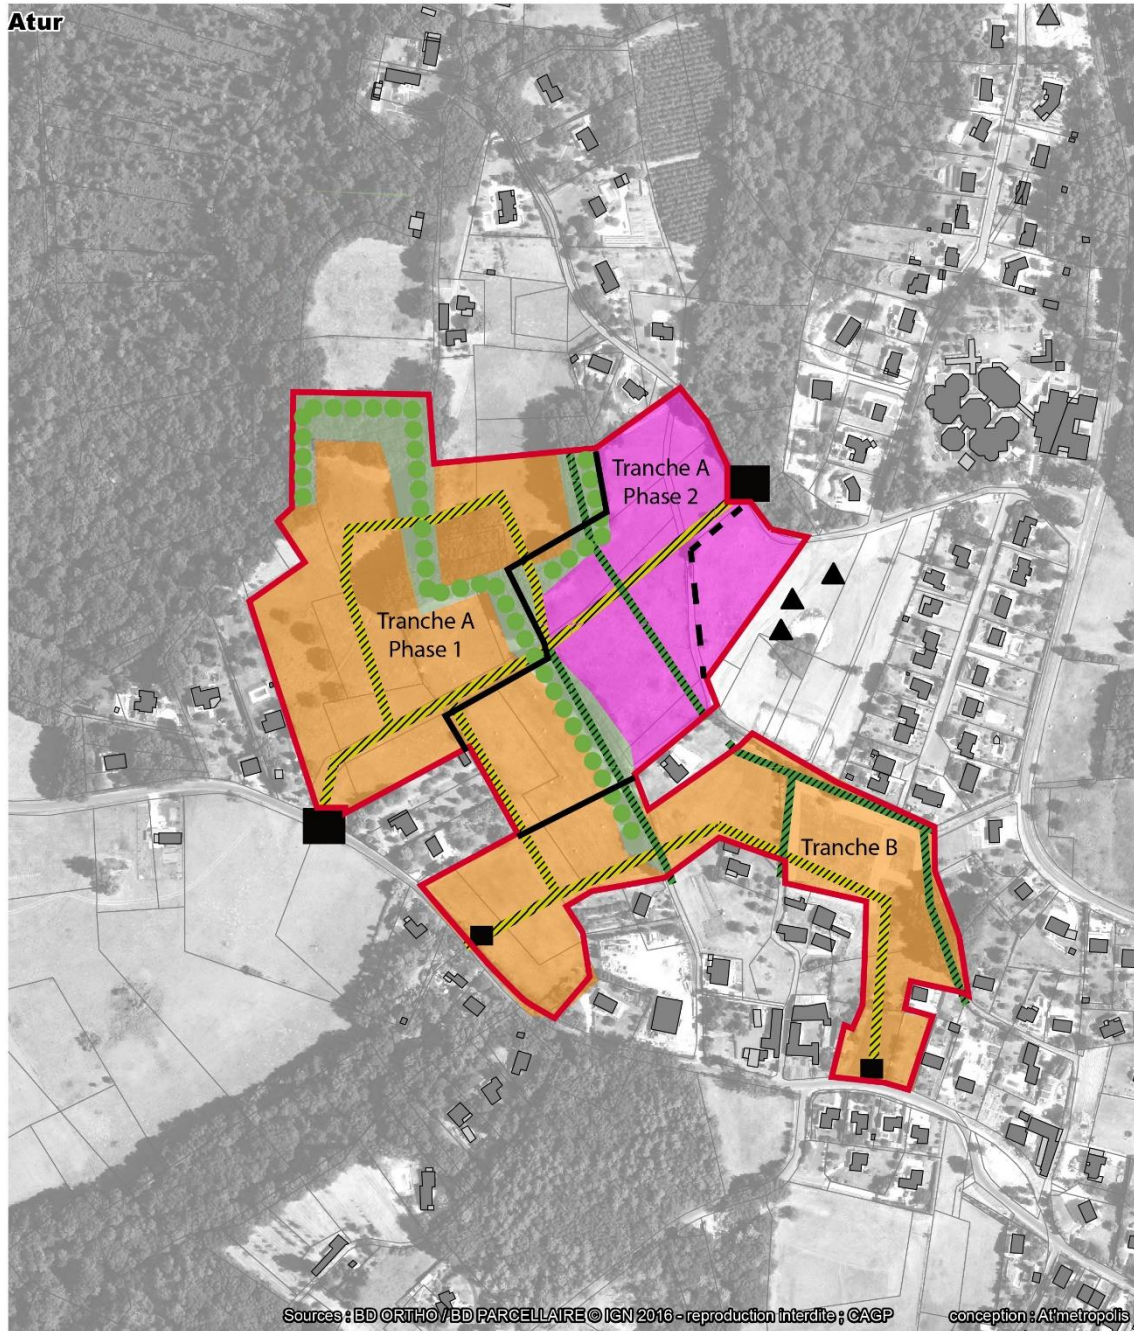 Atur
Tranche A
Phase 2
Tranche A
Phase 1
Tranche B
Sources : BD ORTHO / BD PARCELLAIRE © IGN 2016 - reproduction interdite ; CAGP
conception : At'metropolis